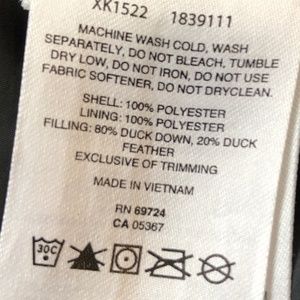 XK1522 1839111
MACHINE WASH COLD, WASH
SEPARATELY, DO NOT BLEACH, TUMBLE
DRY LOW, DO NOT IRON, DO NOT USE
FABRIC SOFTENER, DO NOT DRYCLEAN.
SHELL: 100% POLYESTER
LINING: 100% POLYESTER
FILLING: 80% DUCK DOWN, 20% DUCK
FEATHER
EXCLUSIVE OF TRIMMING
MADE IN VIETNAM
RN 69724
CA 05367
30C